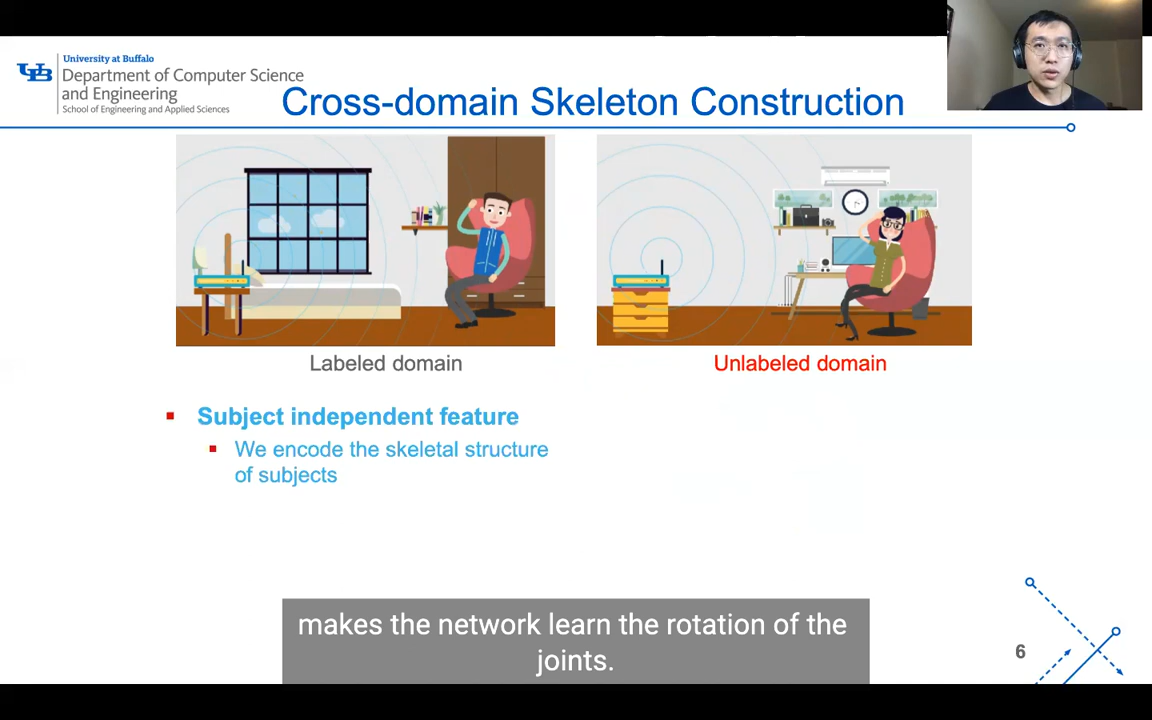 University at Buffalo
Department of Computer Science
and Engineering
School of Engineering and Applied Sciences
Cross-domain Skeleton Construction
Labeled domain
Unlabeled domain
Subject independent feature
We encode the skeletal structure
of subjects
makes the network learn the rotation of the
joints.
6